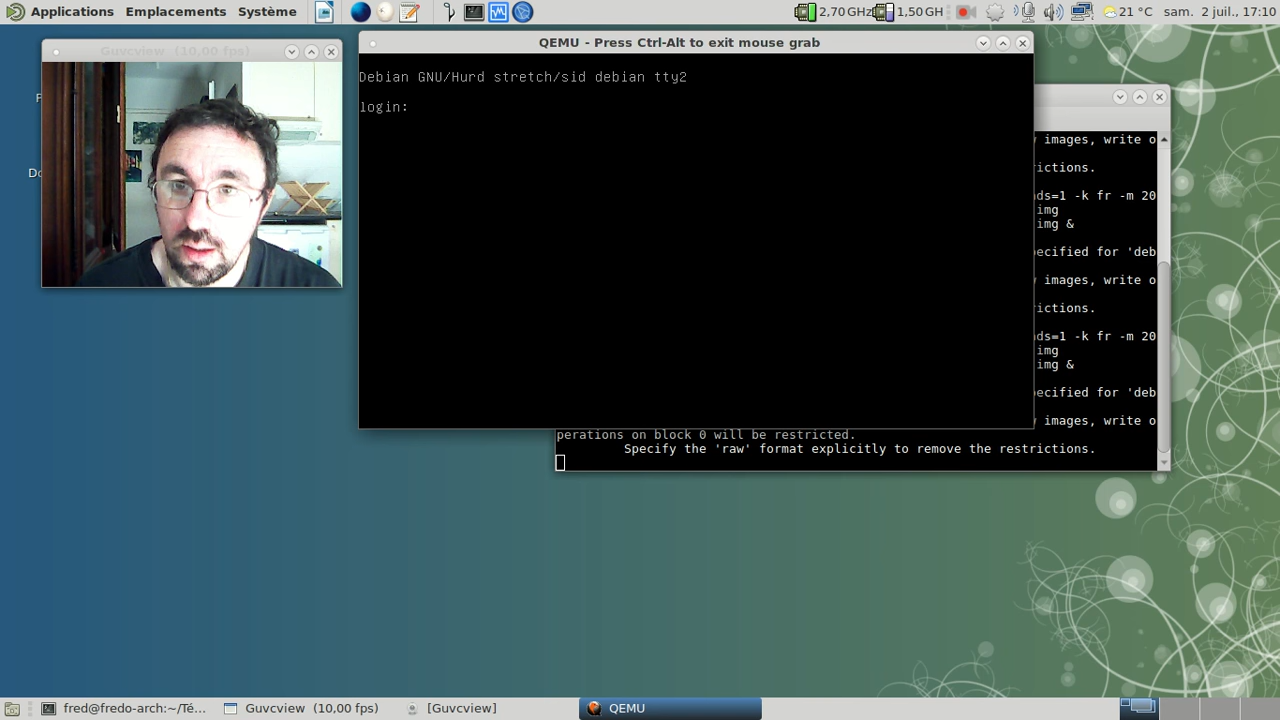 Applications Emplacements Système 2,70 GHz 1,50 GH 21 °C sam. 2 juil., 17:10
Guvcview (10,00 fps)
QEMU - Press Ctrl-Alt to exit mouse grab
Debian GNU/Hurd stretch/sid debian tty2
login:
images, write o
ictions.
ds=1 -k fr -m 20
img
img &
ecified for 'deb
images, write o
rictions.
ds=1 -k fr -m 20
img
img &
ecified for 'deb
images, write o
perations on block 0 will be restricted.
Specify the 'raw' format explicitly to remove the restrictions.
fred@fredo-arch:~/Té... Guvcview (10,00 fps) [Guvcview] QEMU